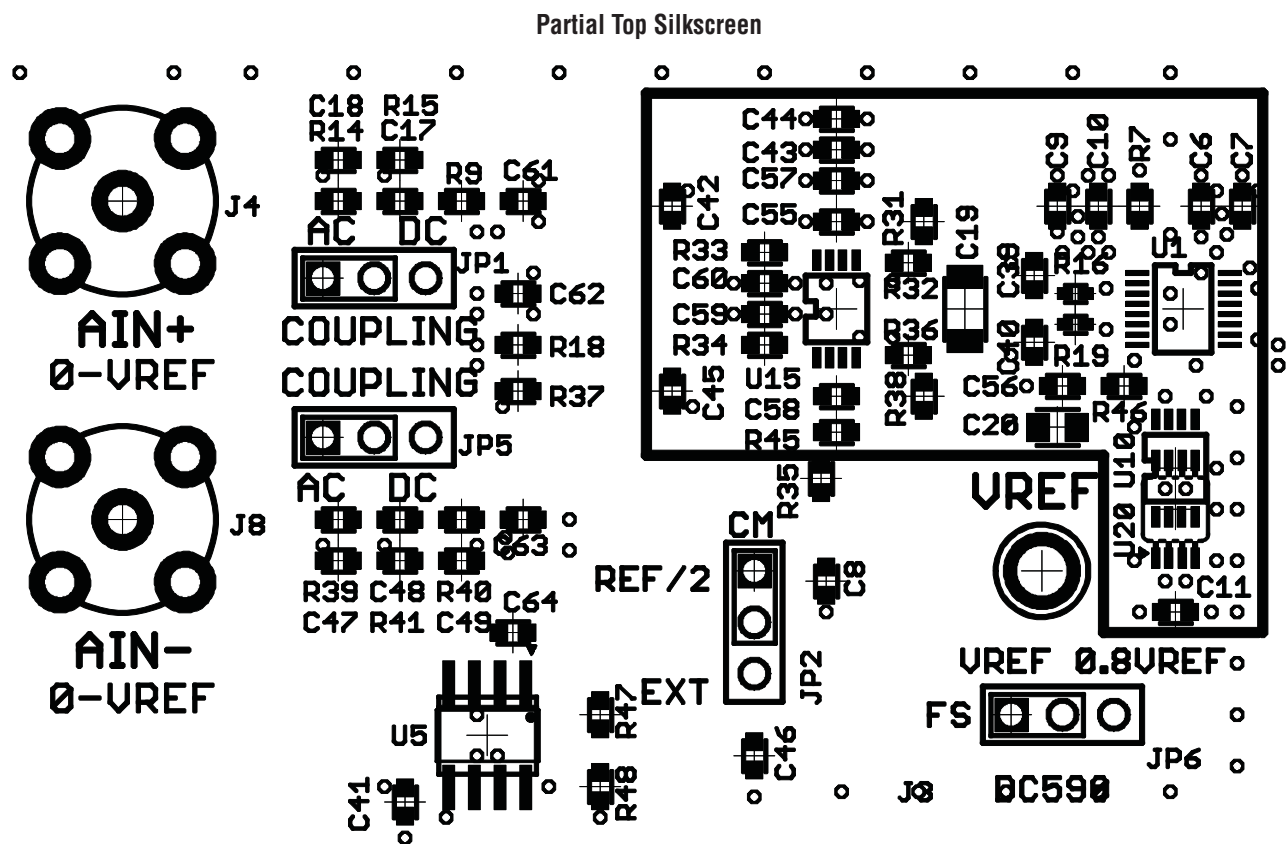 Partial Top Silkscreen
C18 R15
R14 C17
R9 C61
J4
AC DC
JP1
C62
AIN+
0-VREF
COUPLING
R18
COUPLING
R37
JP5
AC DC
J8
C63
R39 C48 R40
C47 R41 C49
C64
AIN-
0-VREF
U5
C41
R47
R48
C44
C43
C57
C55
C42
R33
C60
C59
R34
C45
U15
C58
R45
R35
R31
C19
R32
R36
R38
C9
C10
R7
C6
C7
U1
C39
R16
C40
R19
C56
R46
C20
U10
U20
VREF
C11
CM
REF/2
C8
EXT
JP2
C46
VREF 0.8VREF
FS
JP6
J3
DC590